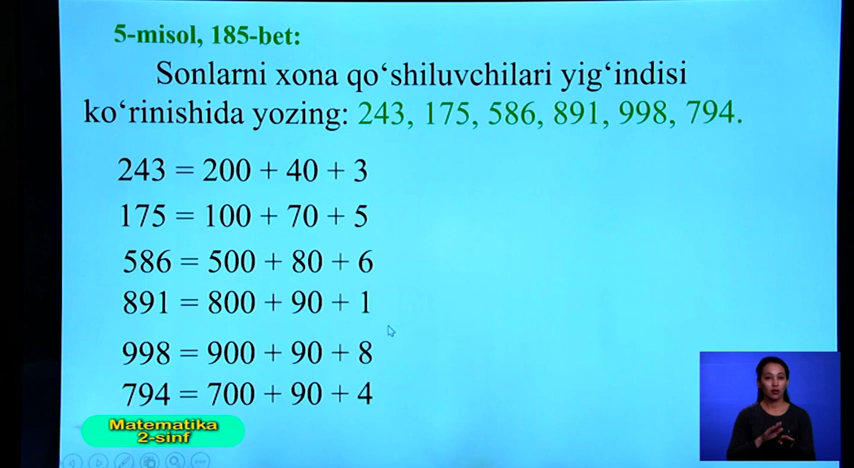 5-misol, 185-bet:
Sonlarni xona qo‘shiluvchilari yig‘indisi
ko‘rinishida yozing: 243, 175, 586, 891, 998, 794.
243 = 200 + 40 + 3
175 = 100 + 70 + 5
586 = 500 + 80 + 6
891 = 800 + 90 + 1
998 = 900 + 90 + 8
794 = 700 + 90 + 4
Matematika
2-sinf